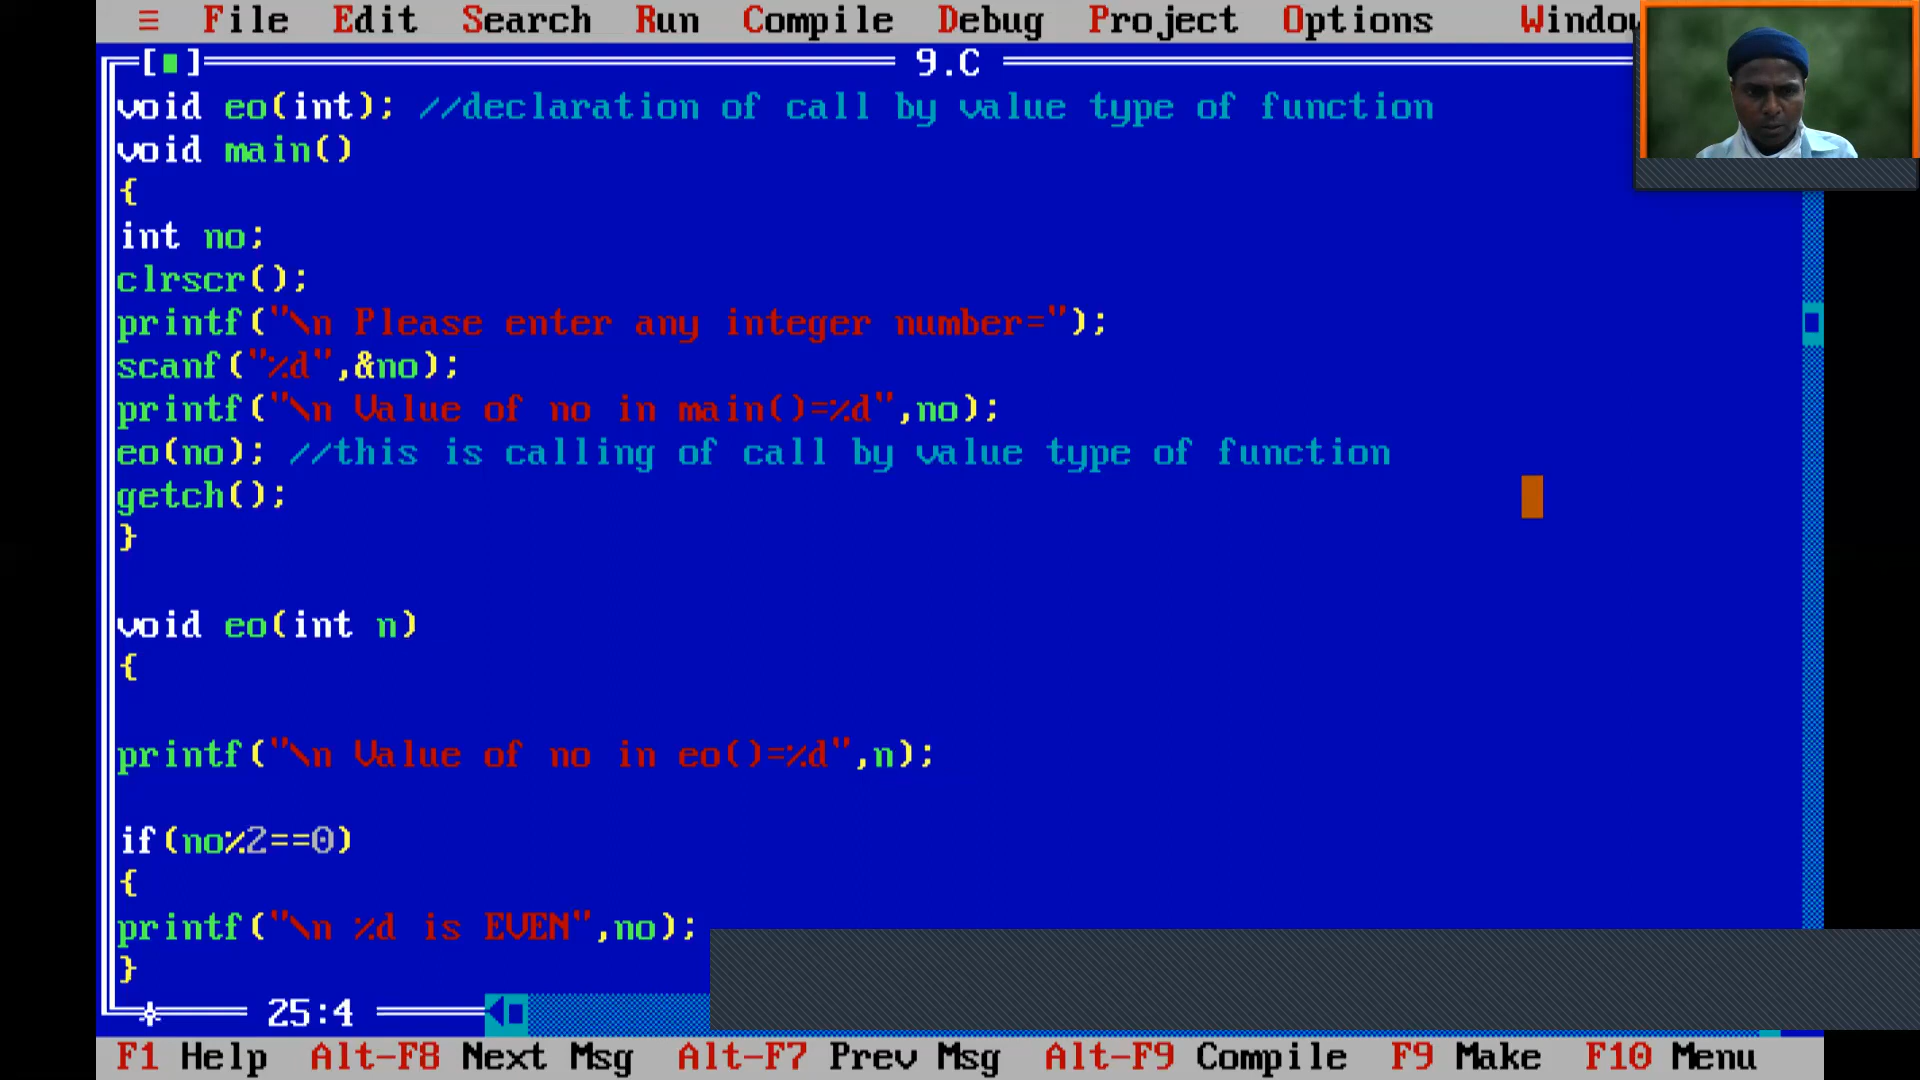 ≡ File Edit Search Run Compile Debug Project Options Window
[■] 9.C
void eo(int); //declaration of call by value type of function
void main()
{
int no;
clrscr();
printf("\n Please enter any integer number=");
scanf("%d",&no);
printf("\n Value of no in main()=%d",no);
eo(no); //this is calling of call by value type of function
getch();
}
void eo(int n)
{
printf("\n Value of no in eo()=%d",n);
if(no%2==0)
{
printf("\n %d is EVEN",no);
}
25:4
F1 Help Alt-F8 Next Msg Alt-F7 Prev Msg Alt-F9 Compile F9 Make F10 Menu